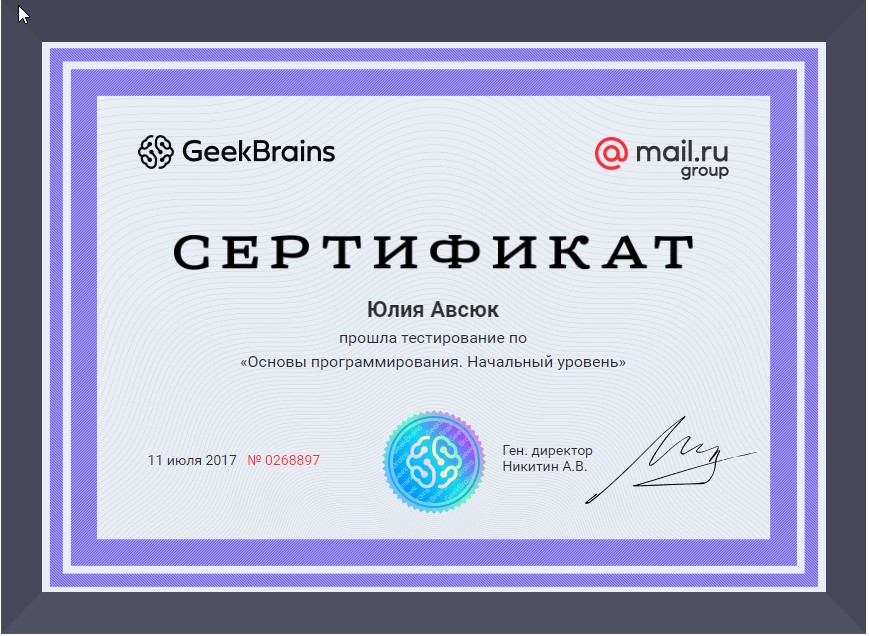 GeekBrains
@mail.ru
group
СЕРТИФИКАТ
Юлия Авсюк
прошла тестирование по
«Основы программирования. Начальный уровень»
11 июля 2017 № 0268897
Ген. директор
Никитин А.В.